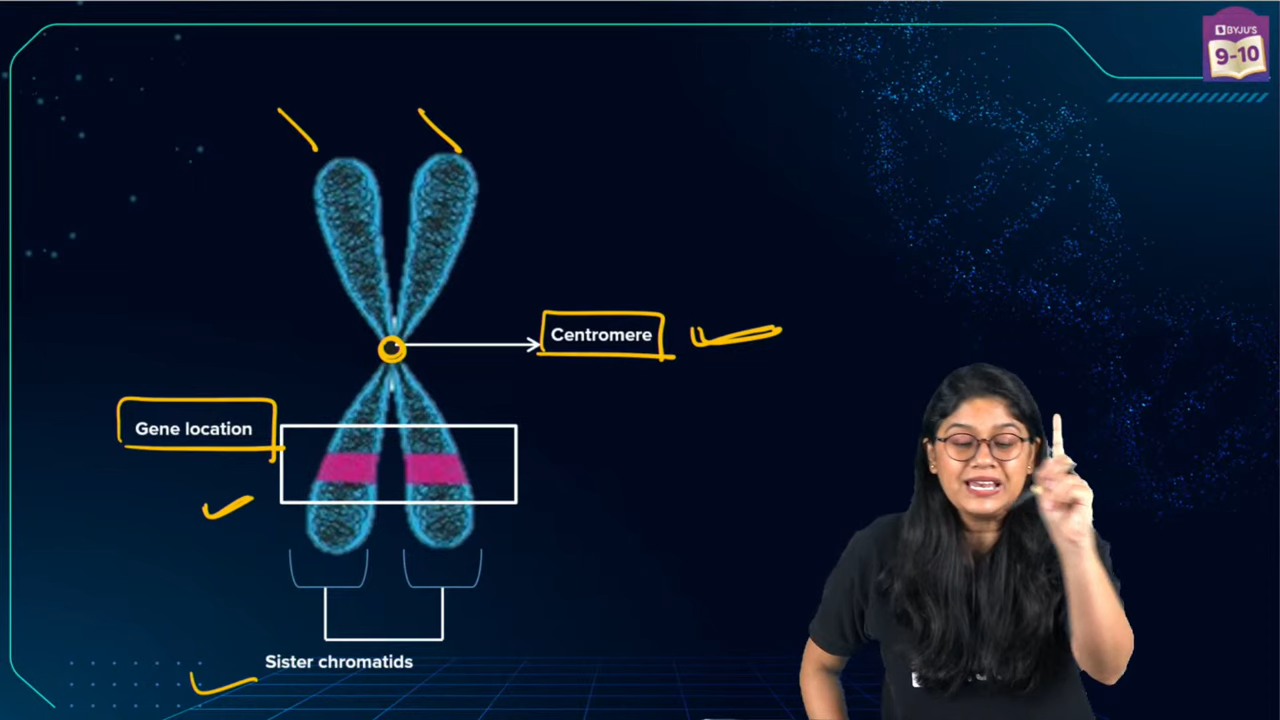 BYJU'S
9-10
Centromere
Gene location
Sister chromatids